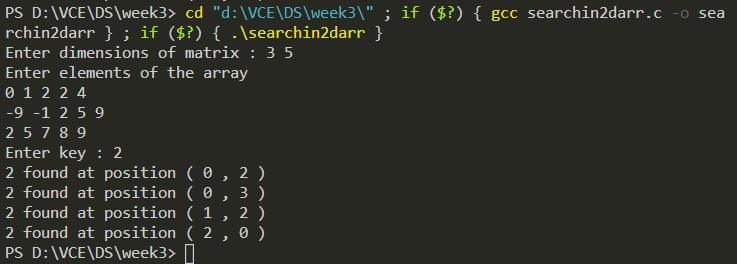 PS D:\VCE\DS\week3> cd "d:\VCE\DS\week3\" ; if ($?) { gcc searchin2darr.c -o sea
rchin2darr } ; if ($?) { .\searchin2darr }
Enter dimensions of matrix : 3 5
Enter elements of the array
0 1 2 2 4
-9 -1 2 5 9
2 5 7 8 9
Enter key : 2
2 found at position ( 0 , 2 )
2 found at position ( 0 , 3 )
2 found at position ( 1 , 2 )
2 found at position ( 2 , 0 )
PS D:\VCE\DS\week3>